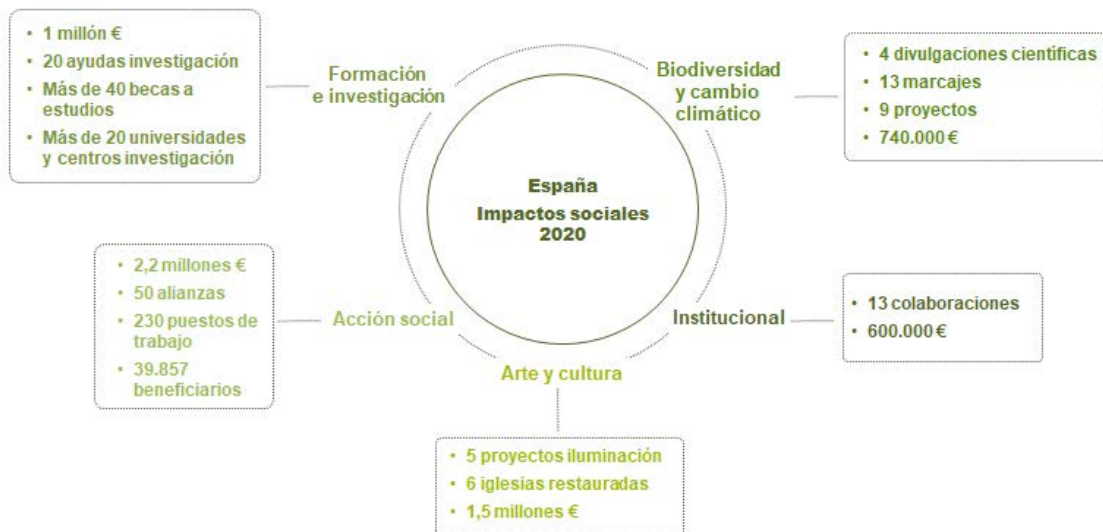 • 1 millón €
• 20 ayudas investigación
• Más de 40 becas a
estudios
• Más de 20 universidades
y centros investigación
Formación
e investigación
Biodiversidad
y cambio
climático
• 4 divulgaciones científicas
• 13 marcajes
• 9 proyectos
• 740.000 €
España
Impactos sociales
2020
• 2,2 millones €
• 50 alianzas
• 230 puestos de
trabajo
• 39.857
beneficiarios
Acción social
Institucional
• 13 colaboraciones
• 600.000 €
Arte y cultura
• 5 proyectos iluminación
• 6 iglesias restauradas
• 1,5 millones €